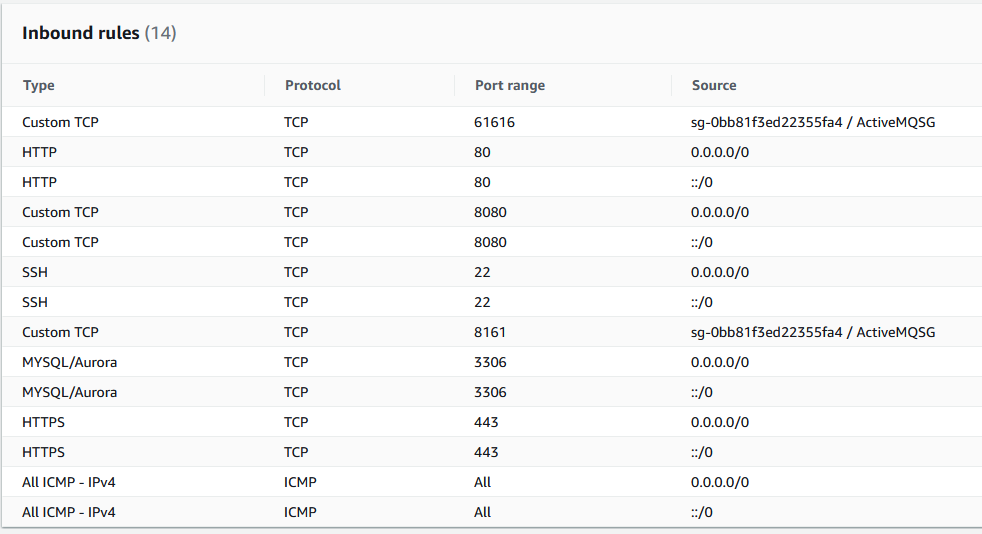 Inbound rules (14)
Type Protocol Port range Source
Custom TCP TCP 61616 sg-0bb81f3ed22355fa4 / ActiveMQSG
HTTP TCP 80 0.0.0.0/0
HTTP TCP 80 ::/0
Custom TCP TCP 8080 0.0.0.0/0
Custom TCP TCP 8080 ::/0
SSH TCP 22 0.0.0.0/0
SSH TCP 22 ::/0
Custom TCP TCP 8161 sg-0bb81f3ed22355fa4 / ActiveMQSG
MYSQL/Aurora TCP 3306 0.0.0.0/0
MYSQL/Aurora TCP 3306 ::/0
HTTPS TCP 443 0.0.0.0/0
HTTPS TCP 443 ::/0
All ICMP - IPv4 ICMP All 0.0.0.0/0
All ICMP - IPv4 ICMP All ::/0